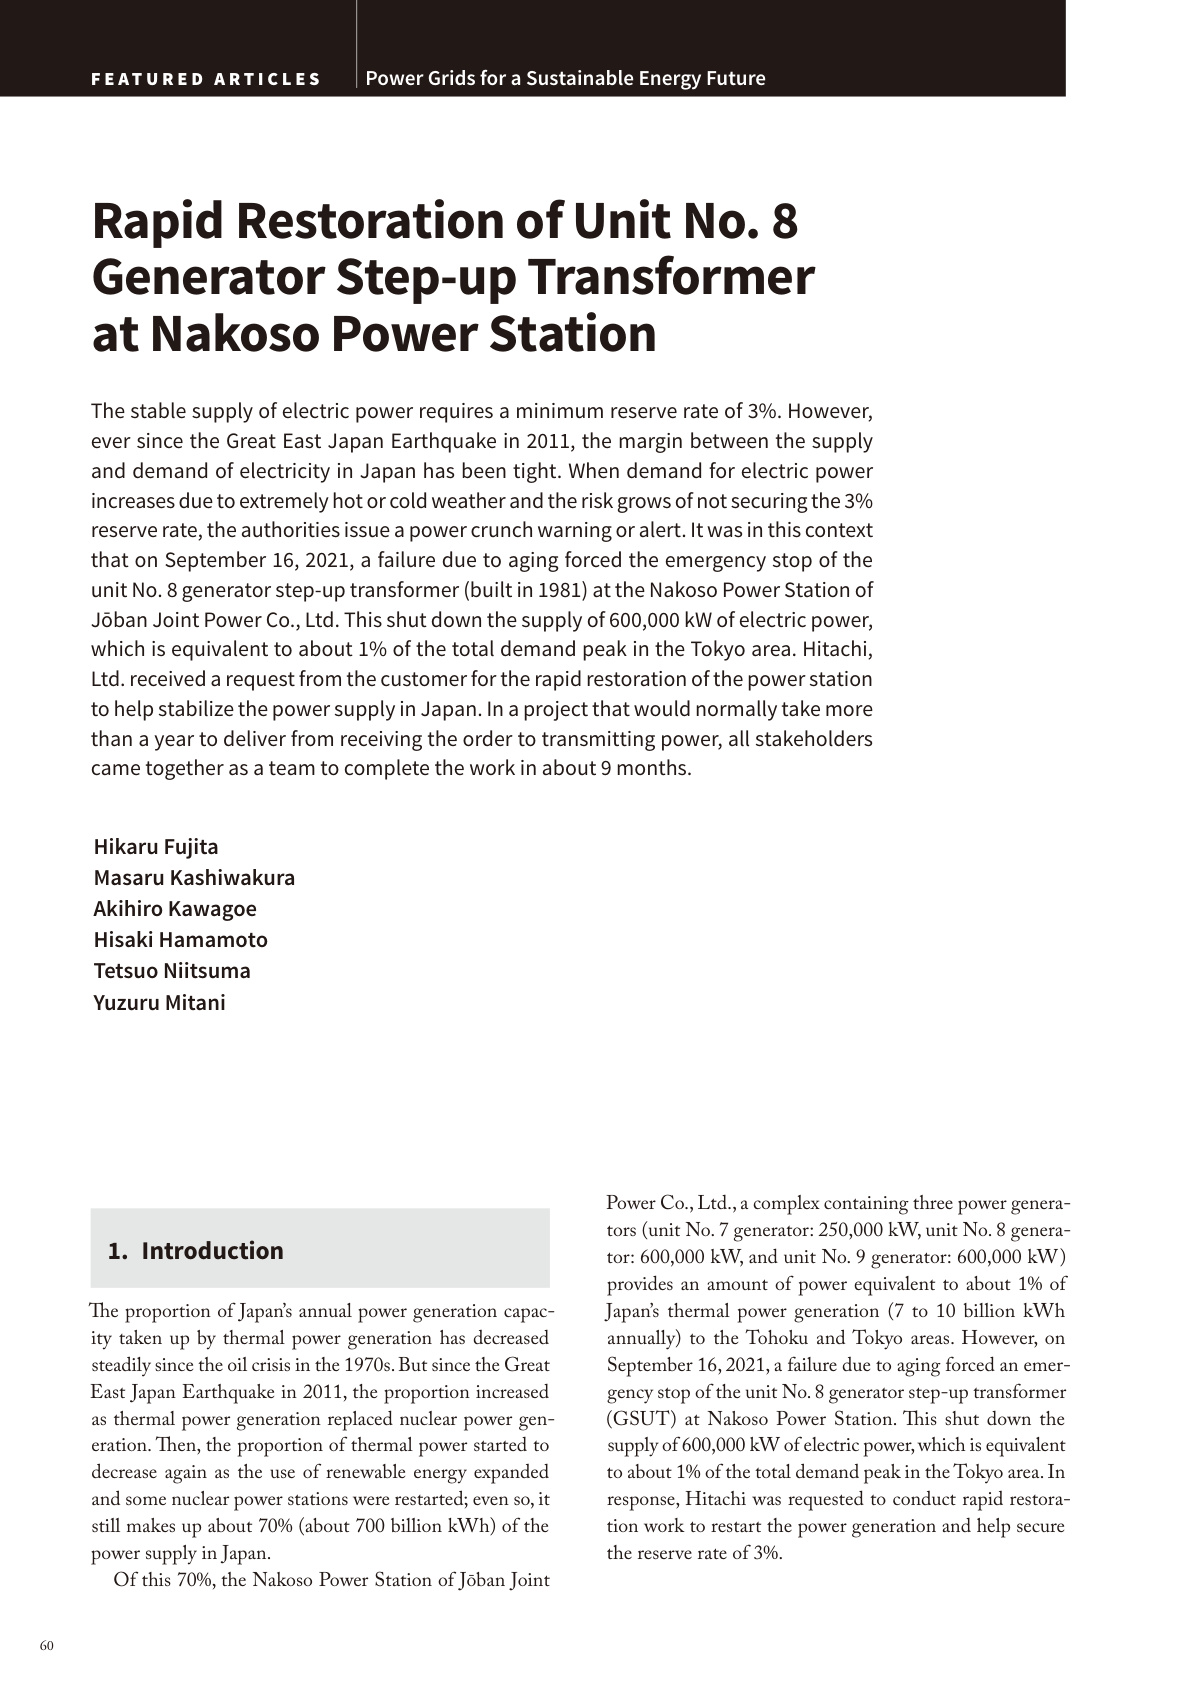 FEATURED ARTICLES
Power Grids for a Sustainable Energy Future
Rapid Restoration of Unit No. 8
Generator Step-up Transformer
at Nakoso Power Station
The stable supply of electric power requires a minimum reserve rate of 3%. However,
ever since the Great East Japan Earthquake in 2011, the margin between the supply
and demand of electricity in Japan has been tight. When demand for electric power
increases due to extremely hot or cold weather and the risk grows of not securing the 3%
reserve rate, the authorities issue a power crunch warning or alert. It was in this context
that on September 16, 2021, a failure due to aging forced the emergency stop of the
unit No. 8 generator step-up transformer (built in 1981) at the Nakoso Power Station of
Jōban Joint Power Co., Ltd. This shut down the supply of 600,000 kW of electric power,
which is equivalent to about 1% of the total demand peak in the Tokyo area. Hitachi,
Ltd. received a request from the customer for the rapid restoration of the power station
to help stabilize the power supply in Japan. In a project that would normally take more
than a year to deliver from receiving the order to transmitting power, all stakeholders
came together as a team to complete the work in about 9 months.
Hikaru Fujita
Masaru Kashiwakura
Akihiro Kawagoe
Hisaki Hamamoto
Tetsuo Niitsuma
Yuzuru Mitani
1. Introduction
The proportion of Japan's annual power generation capac-
ity taken up by thermal power generation has decreased
steadily since the oil crisis in the 1970s. But since the Great
East Japan Earthquake in 2011, the proportion increased
as thermal power generation replaced nuclear power gen-
eration. Then, the proportion of thermal power started to
decrease again as the use of renewable energy expanded
and some nuclear power stations were restarted; even so, it
still makes up about 70% (about 700 billion kWh) of the
power supply in Japan.
Of this 70%, the Nakoso Power Station of Jōban Joint
Power Co., Ltd., a complex containing three power genera-
tors (unit No. 7 generator: 250,000 kW, unit No. 8 genera-
tor: 600,000 kW, and unit No. 9 generator: 600,000 kW)
provides an amount of power equivalent to about 1% of
Japan's thermal power generation (7 to 10 billion kWh
annually) to the Tohoku and Tokyo areas. However, on
September 16, 2021, a failure due to aging forced an emer-
gency stop of the unit No. 8 generator step-up transformer
(GSUT) at Nakoso Power Station. This shut down the
supply of 600,000 kW of electric power, which is equivalent
to about 1% of the total demand peak in the Tokyo area. In
response, Hitachi was requested to conduct rapid restora-
tion work to restart the power generation and help secure
the reserve rate of 3%.
60